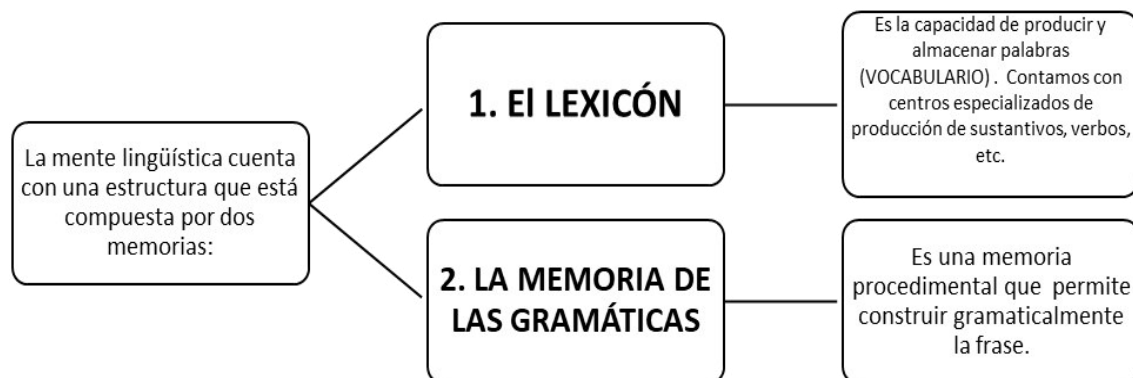 La mente lingüística cuenta
con una estructura que está
compuesta por dos
memorias:
1. El LEXICÓN
Es la capacidad de producir y
almacenar palabras
(VOCABULARIO) . Contamos con
centros especializados de
producción de sustantivos, verbos,
etc.
2. LA MEMORIA DE
LAS GRAMÁTICAS
Es una memoria
procedimental que permite
construir gramaticalmente
la frase.